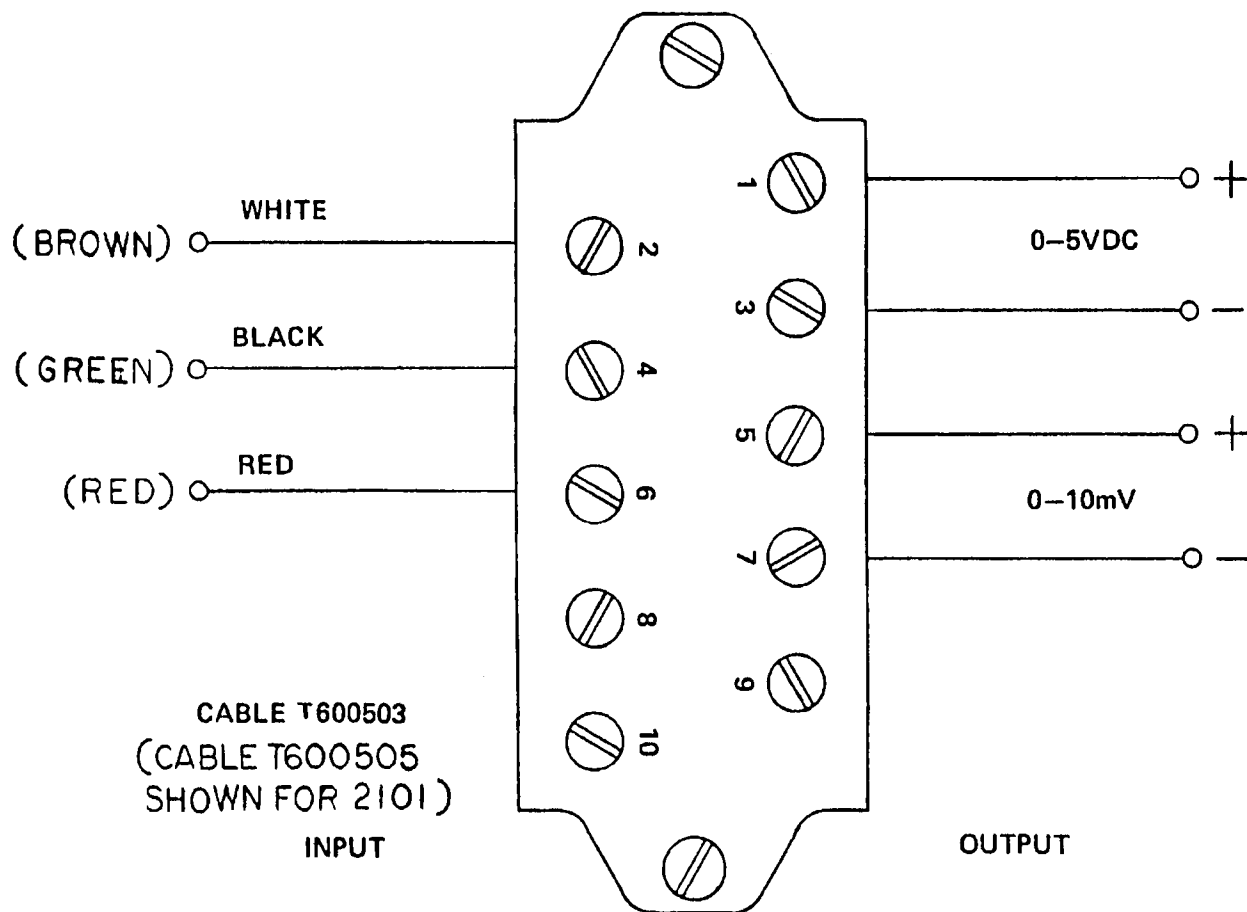 WHITE
(BROWN)
BLACK
(GREEN)
RED
(RED)
CABLE T600503
(CABLE T600505
SHOWN FOR 2101)
INPUT
2
4
6
8
10
1
3
5
7
9
+
0–5VDC
–
+
0–10mV
–
OUTPUT